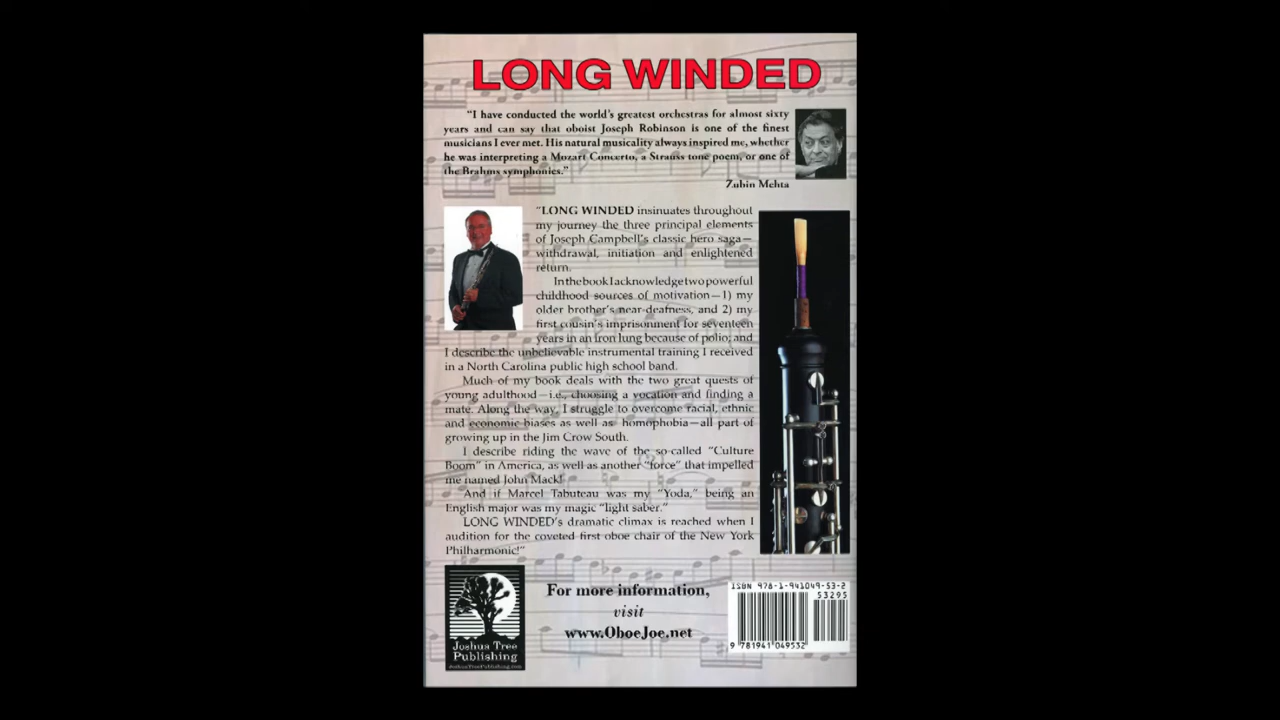 LONG WINDED
"I have conducted the world's greatest orchestras for almost sixty
years and can say that oboist Joseph Robinson is one of the finest
musicians I ever met. His natural musicality always inspired me, whether
he was interpreting a Mozart Concerto, a Strauss tone poem, or one of
the Brahms symphonies."
Zubin Mehta
"LONG WINDED insinuates throughout
my journey the three principal elements
of Joseph Campbell's classic hero saga—
withdrawal, initiation and enlightened
return.
In the book I acknowledge two powerful
childhood sources of motivation—1) my
older brother's near-deafness, and 2) my
first cousin's imprisonment for seventeen
years in an iron lung because of polio; and
I describe the unbelievable instrumental training I received
in a North Carolina public high school band.
Much of my book deals with the two great quests of
young adulthood—i.e., choosing a vocation and finding a
mate. Along the way, I struggle to overcome racial, ethnic
and economic biases as well as homophobia—all part of
growing up in the Jim Crow South.
I describe riding the wave of the so-called "Culture
Boom" in America, as well as another "force" that impelled
me named John Mack!
And if Marcel Tabuteau was my "Yoda," being an
English major was my magic "light saber."
LONG WINDED's dramatic climax is reached when I
audition for the coveted first oboe chair of the New York
Philharmonic!"
Joshua Tree
Publishing
JoshuaTreePublishing.com
For more information,
visit
www.OboeJoe.net
ISBN 978-1-941049-53-2
53295
9 781941 049532